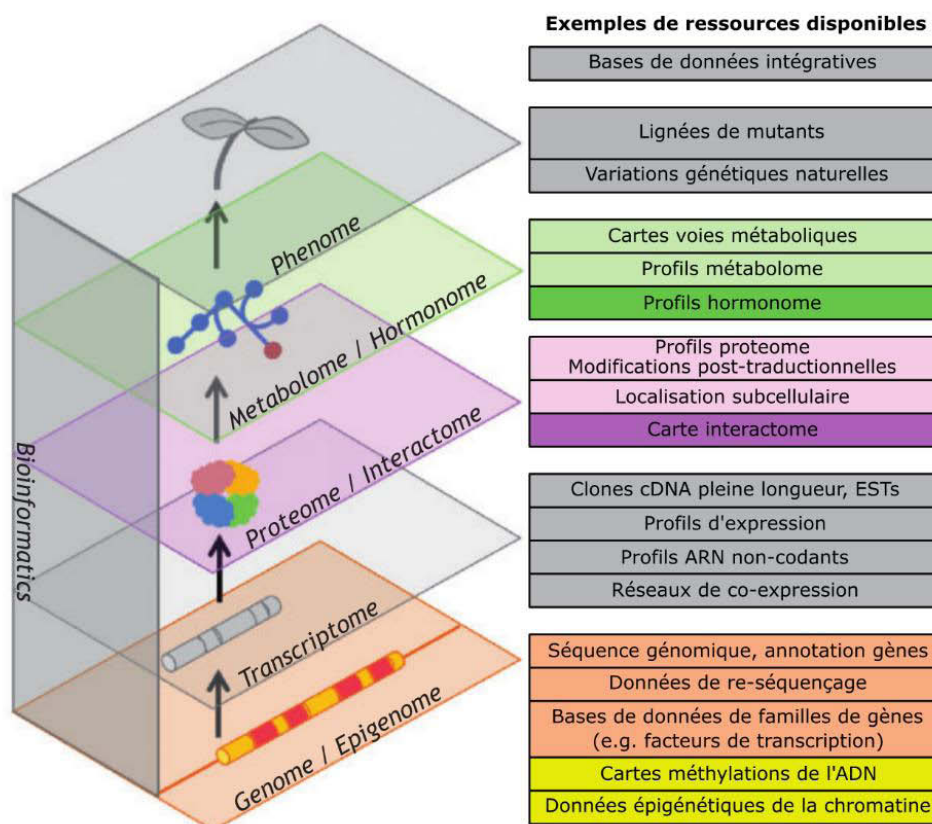 Exemples de ressources disponibles
Bases de données intégratives
Lignées de mutants
Variations génétiques naturelles
Phenome
Cartes voies métaboliques
Profils métabolome
Profils hormonome
Metabolome / Hormonome
Profils proteome
Modifications post-traductionnelles
Localisation subcellulaire
Carte interactome
Proteome / Interactome
Bioinformatics
Clones cDNA pleine longueur, ESTs
Profils d'expression
Profils ARN non-codants
Réseaux de co-expression
Transcriptome
Séquence génomique, annotation gènes
Données de re-séquençage
Bases de données de familles de gènes
(e.g. facteurs de transcription)
Cartes méthylations de l'ADN
Données épigénétiques de la chromatine
Genome / Epigenome